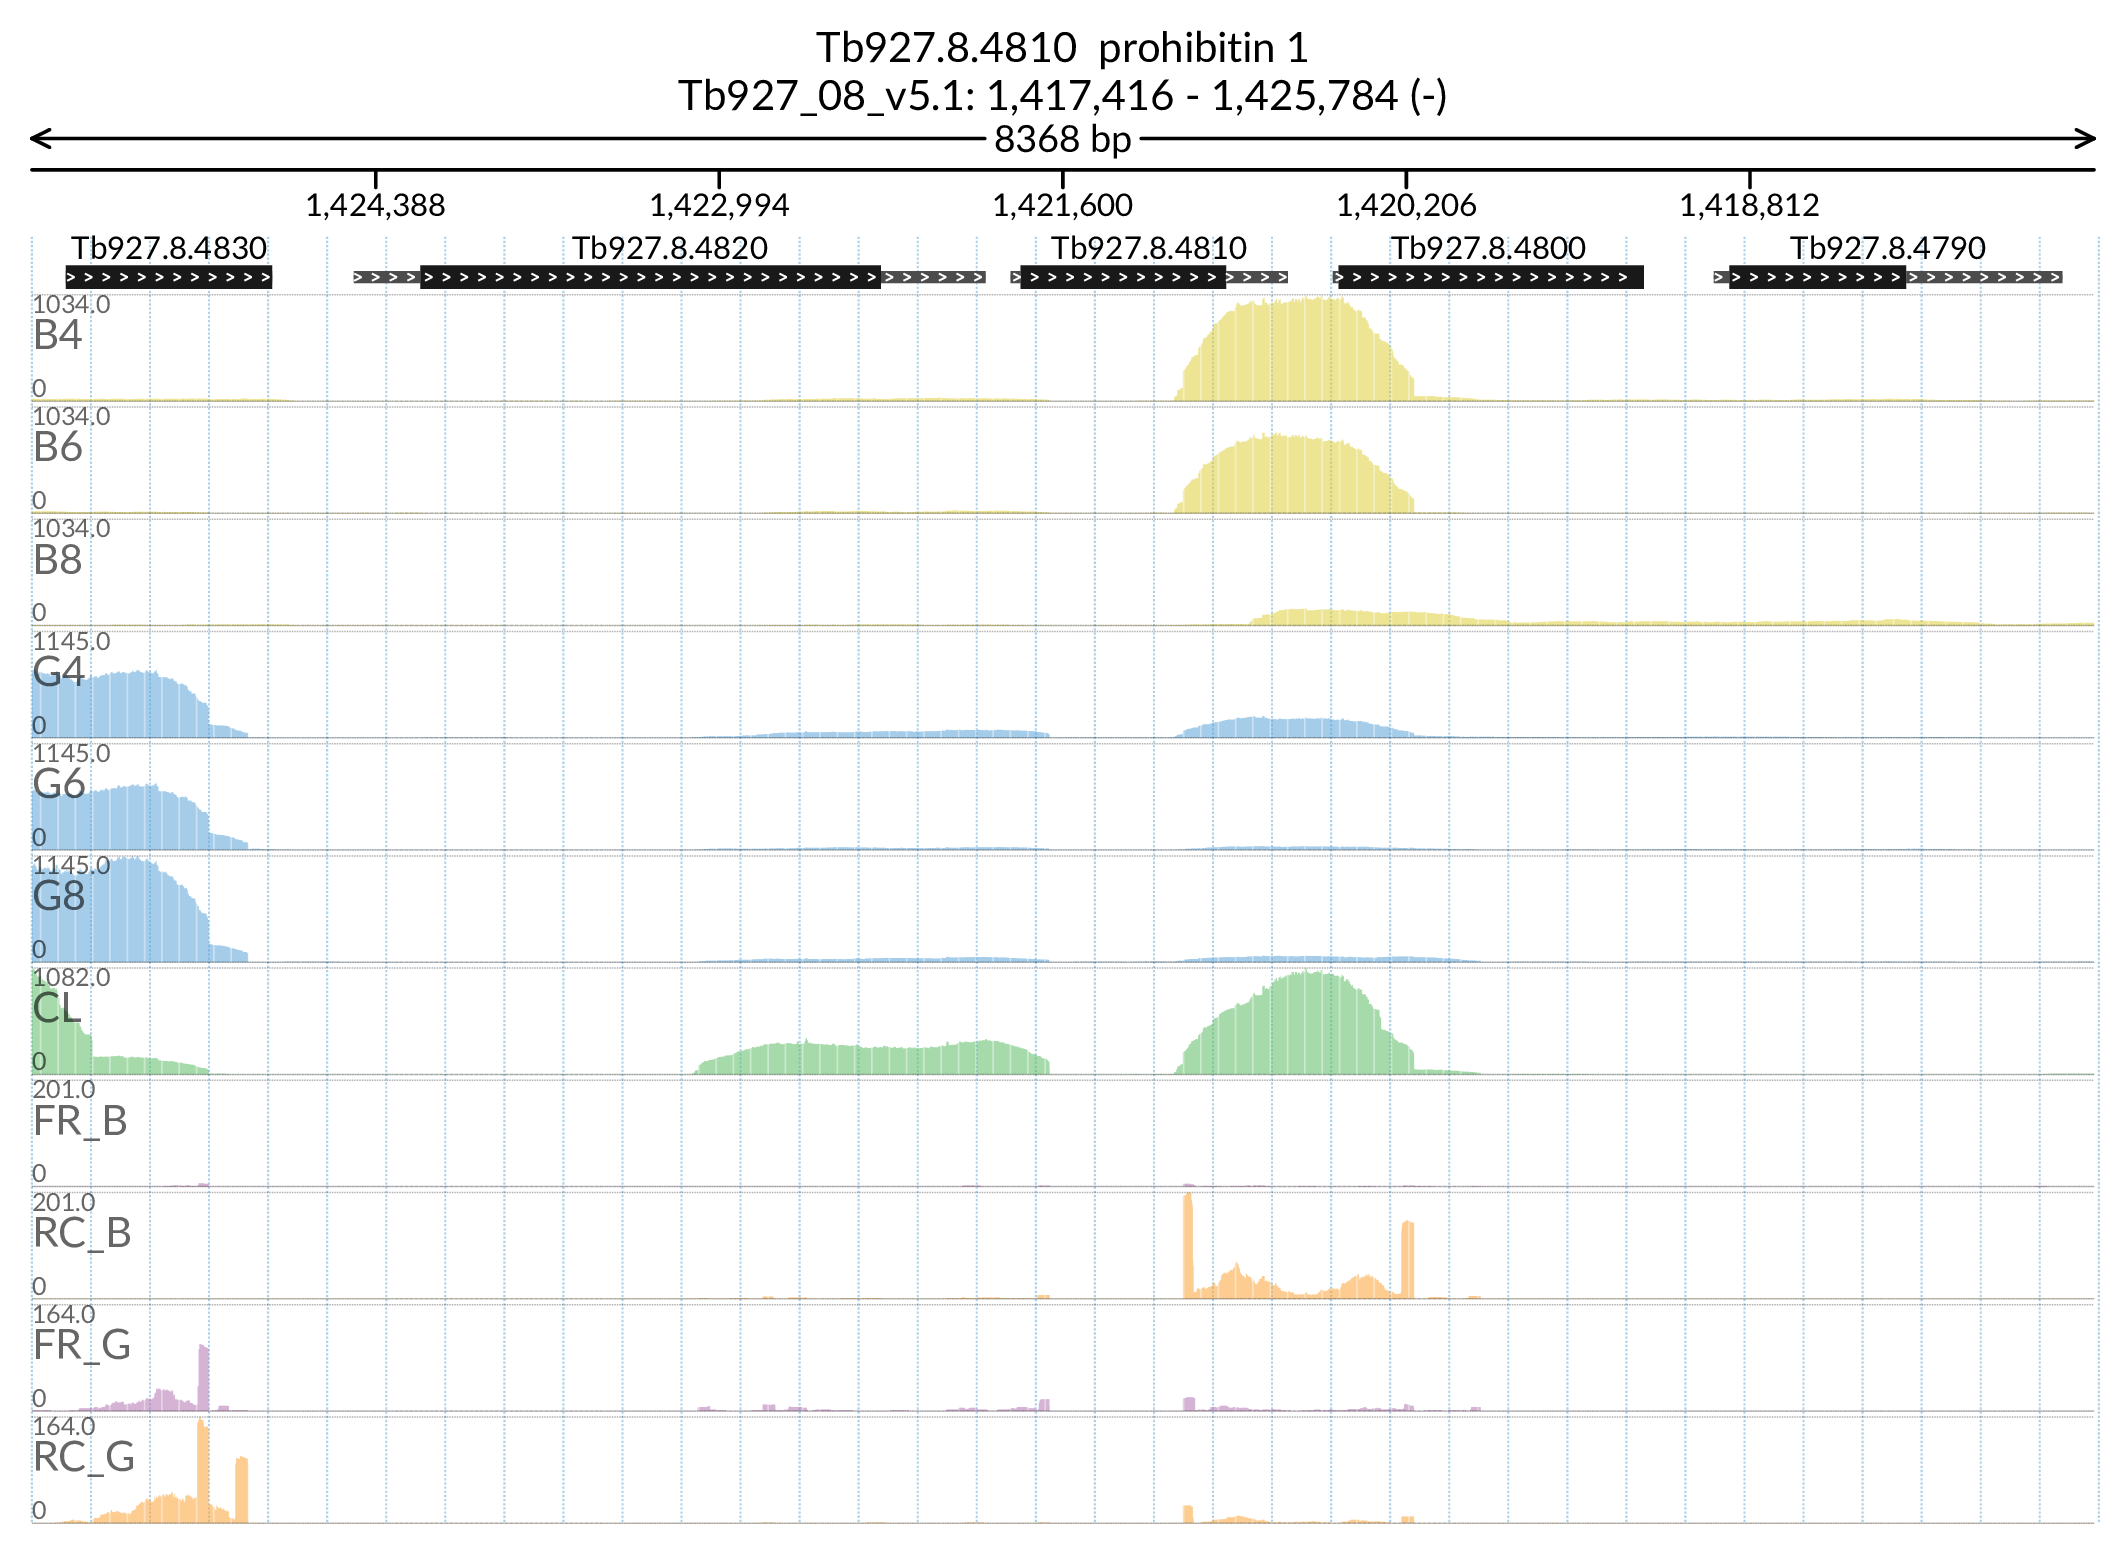 Tb927.8.4810  prohibitin 1
Tb927_08_v5.1: 1,417,416 - 1,425,784 (-)
8368 bp
1,424,388 1,422,994 1,421,600 1,420,206 1,418,812
Tb927.8.4830 Tb927.8.4820 Tb927.8.4810 Tb927.8.4800 Tb927.8.4790
1034.0
B4
0
1034.0
B6
0
1034.0
B8
0
1145.0
G4
0
1145.0
G6
0
1145.0
G8
0
1082.0
CL
0
201.0
FR_B
0
201.0
RC_B
0
164.0
FR_G
0
164.0
RC_G
0